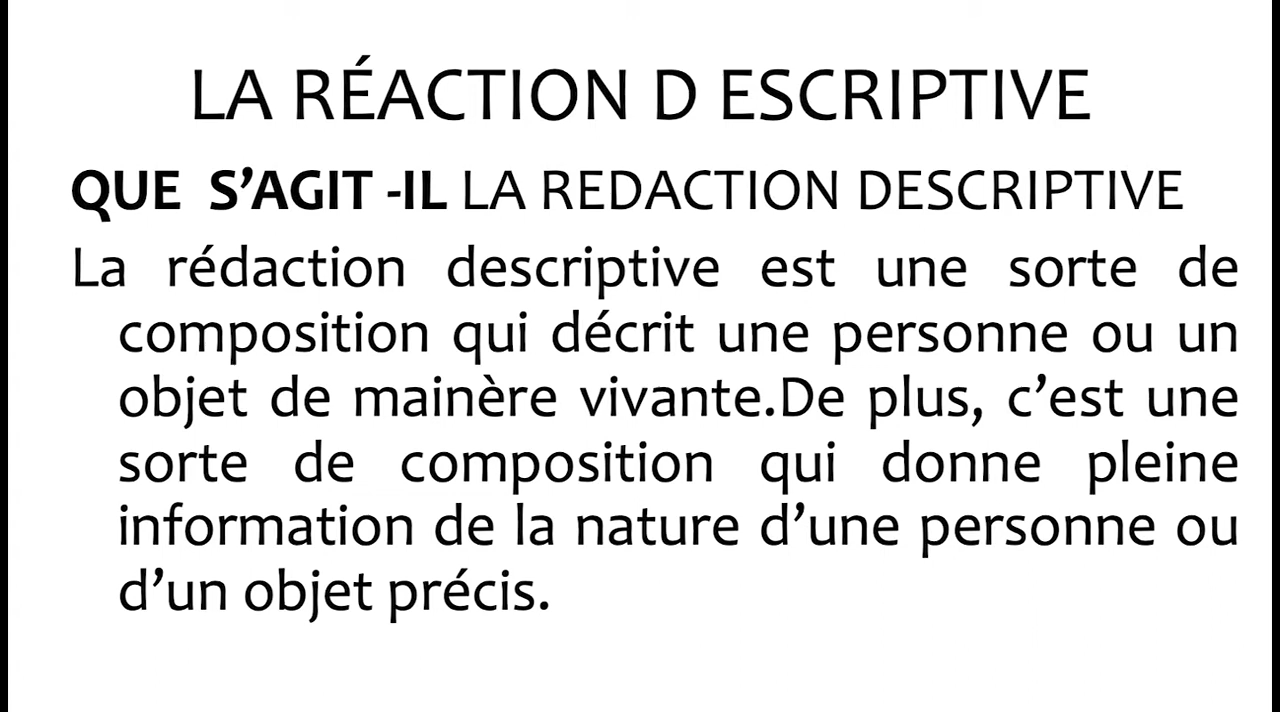 LA RÉACTION D ESCRIPTIVE
QUE S’AGIT -IL LA REDACTION DESCRIPTIVE
La rédaction descriptive est une sorte de
composition qui décrit une personne ou un
objet de mainère vivante.De plus, c’est une
sorte de composition qui donne pleine
information de la nature d’une personne ou
d’un objet précis.